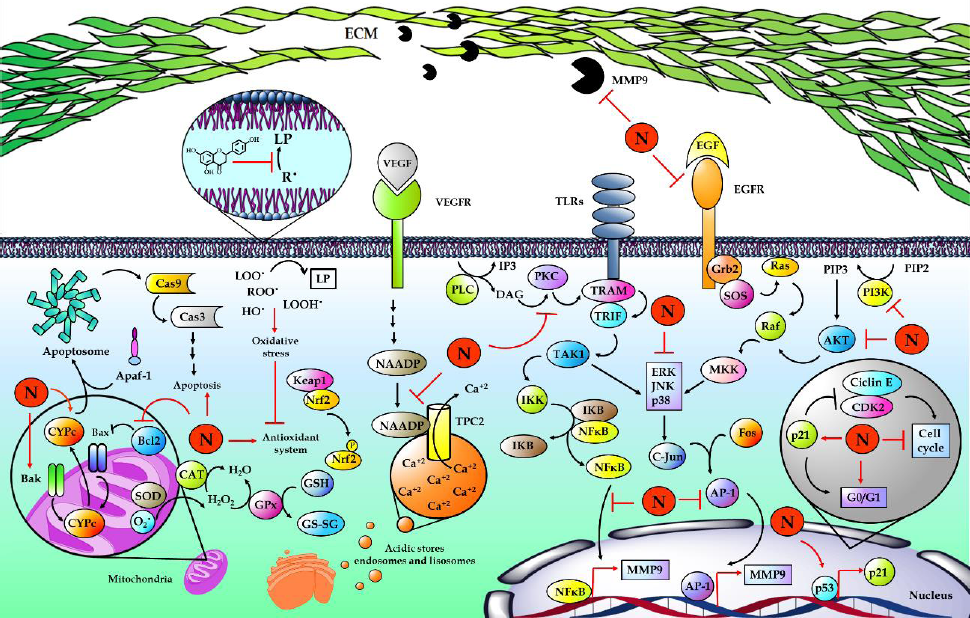 ECM
MMP9
N
EGF
EGFR
HO
O
OH
OH
O
LP
R•
VEGF
VEGFR
TLRs
Cas9
Cas3
LOO•
ROO•
HO•
LOOH•
LP
Oxidative
stress
Apoptosome
Apaf-1
Apoptosis
Keap1
Nrf2
P
Nrf2
Antioxidant
system
N
CYPc
Bax
Bcl2
N
Bak
CYPc
SOD
O₂•
CAT
H₂O
H₂O₂
GPx
GSH
GS-SG
Mitochondria
NAADP
NAADP
N
Ca⁺²
TPC2
Ca⁺²
Ca⁺²
Ca⁺²
Ca⁺²
Ca⁺²
Ca⁺²
Acidic stores
endosomes and lisosomes
PLC
IP3
DAG
PKC
TRAM
TRIF
TAK1
IKK
IKB
NFκB
IKB
NFκB
N
ERK
JNK
p38
C-Jun
Fos
AP-1
N
Grb2
SOS
Ras
Raf
MKK
PIP3
PIP2
PI3K
AKT
N
Ciclin E
CDK2
p21
N
Cell
cycle
G0/G1
N
NFκB
MMP9
AP-1
MMP9
p53
p21
Nucleus